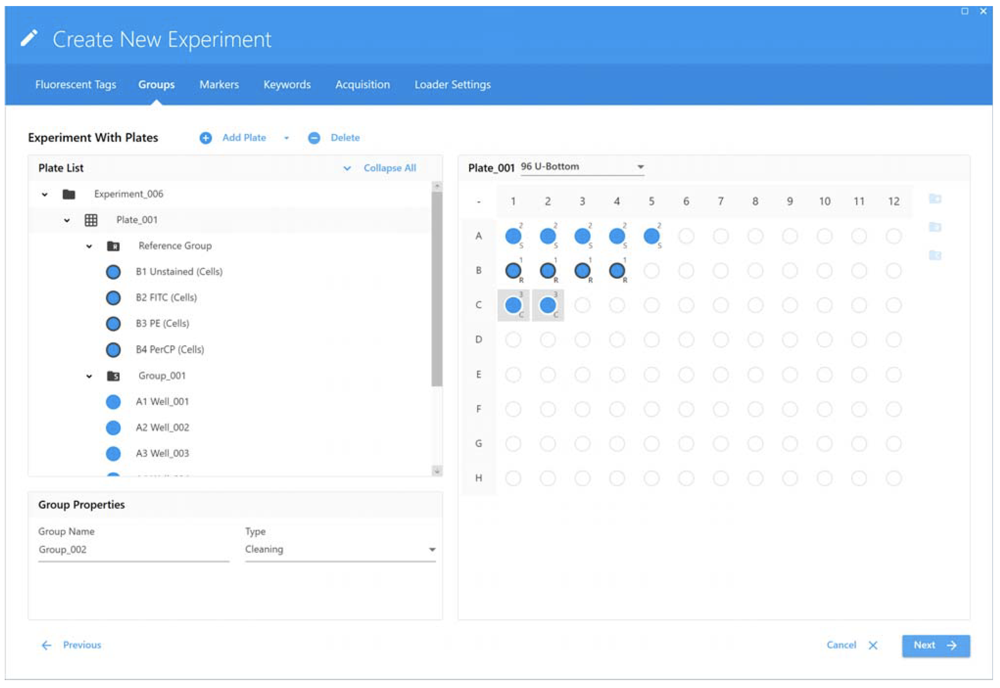 Create New Experiment
Fluorescent Tags Groups Markers Keywords Acquisition Loader Settings
Experiment With Plates Add Plate Delete
Plate List Collapse All
Experiment_006
Plate_001
Reference Group
B1 Unstained (Cells)
B2 FITC (Cells)
B3 PE (Cells)
B4 PerCP (Cells)
Group_001
A1 Well_001
A2 Well_002
A3 Well_003
Group Properties
Group Name Type
Group_002 Cleaning
Plate_001 96 U-Bottom
- 1 2 3 4 5 6 7 8 9 10 11 12
2 2 2 2 2
A
S S S S S
1 1 1 1
B
R R R R
3 3
C
C C
D
E
F
G
H
Previous Cancel Next